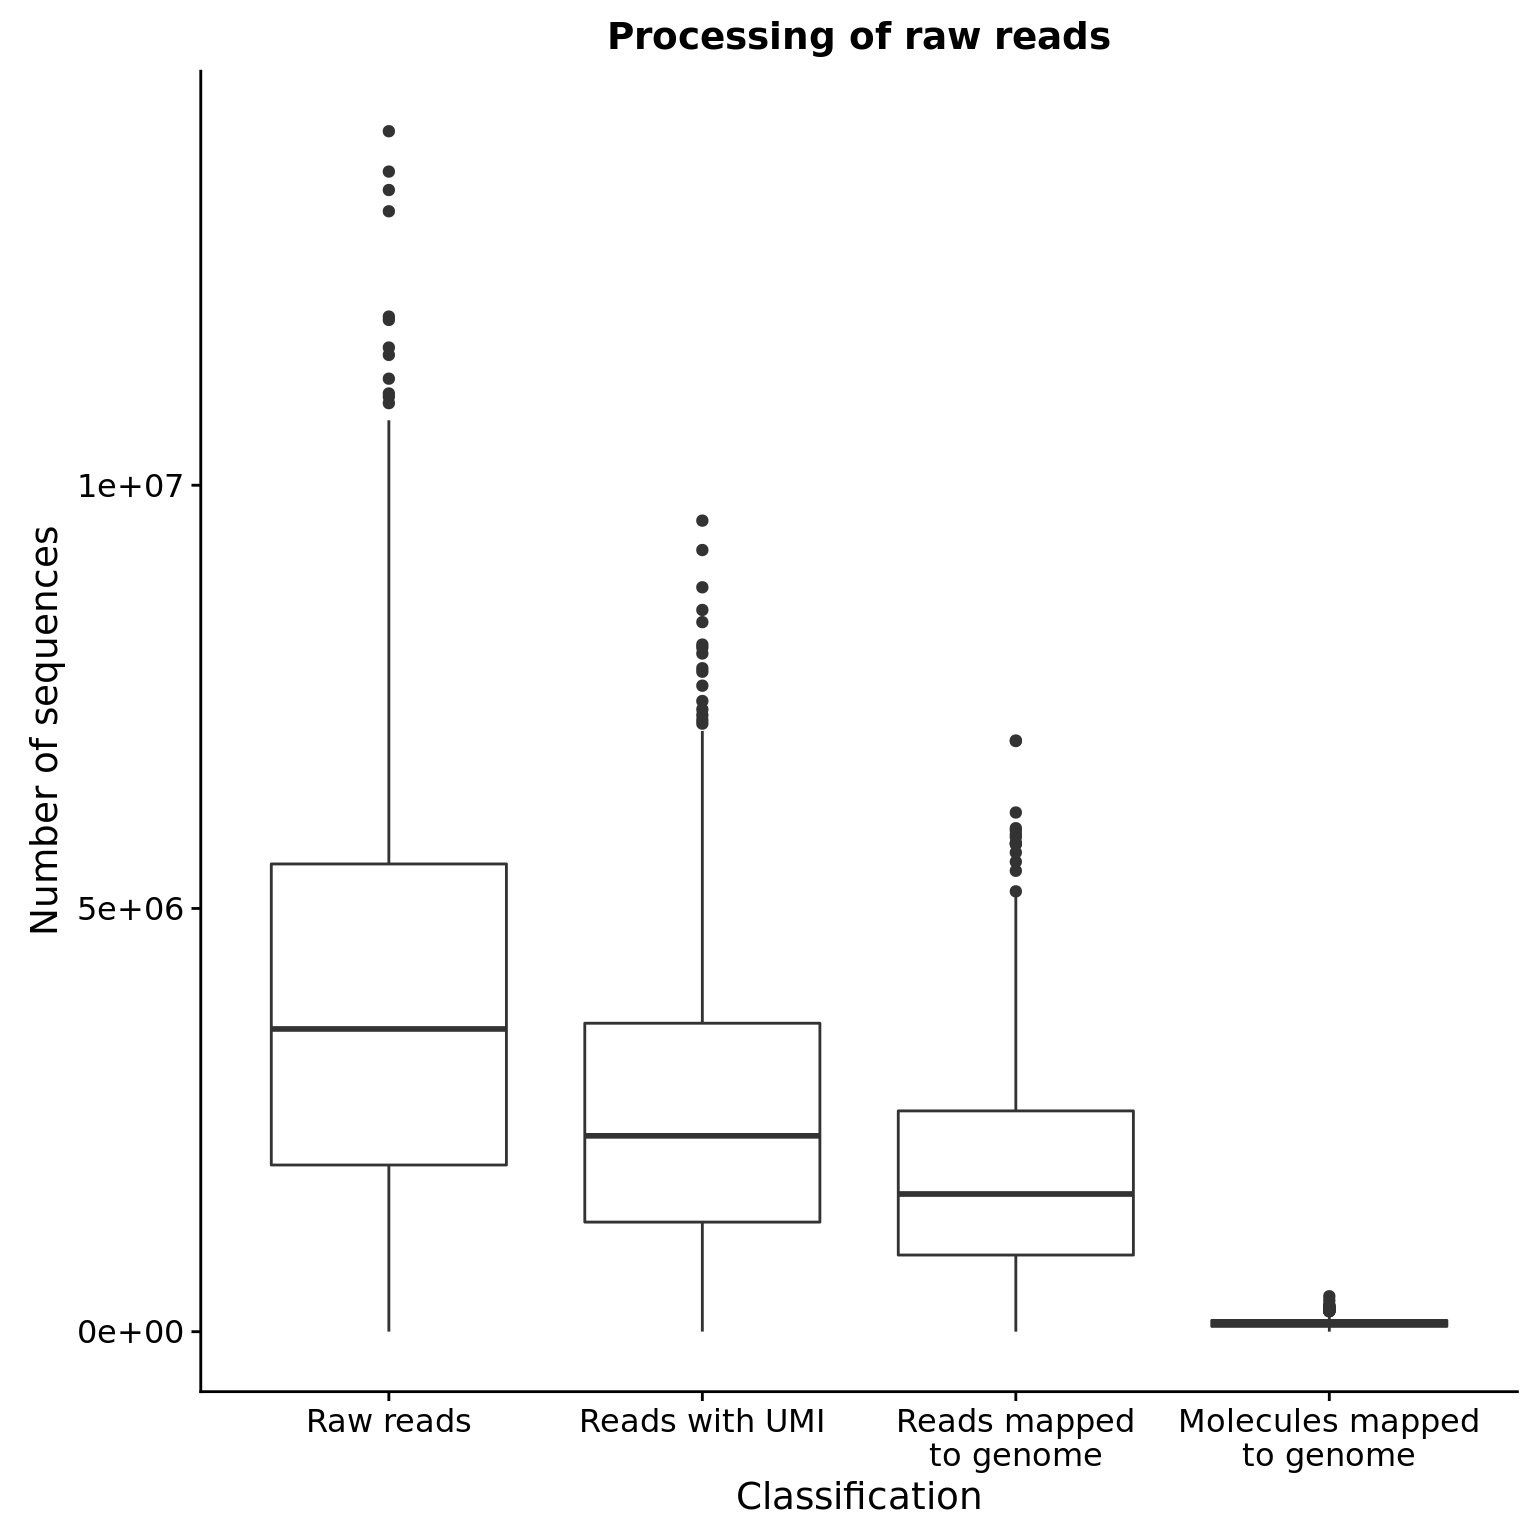 Processing of raw reads
Number of sequences
1e+07
5e+06
0e+00
Raw reads
Reads with UMI
Reads mapped
to genome
Molecules mapped
to genome
Classification